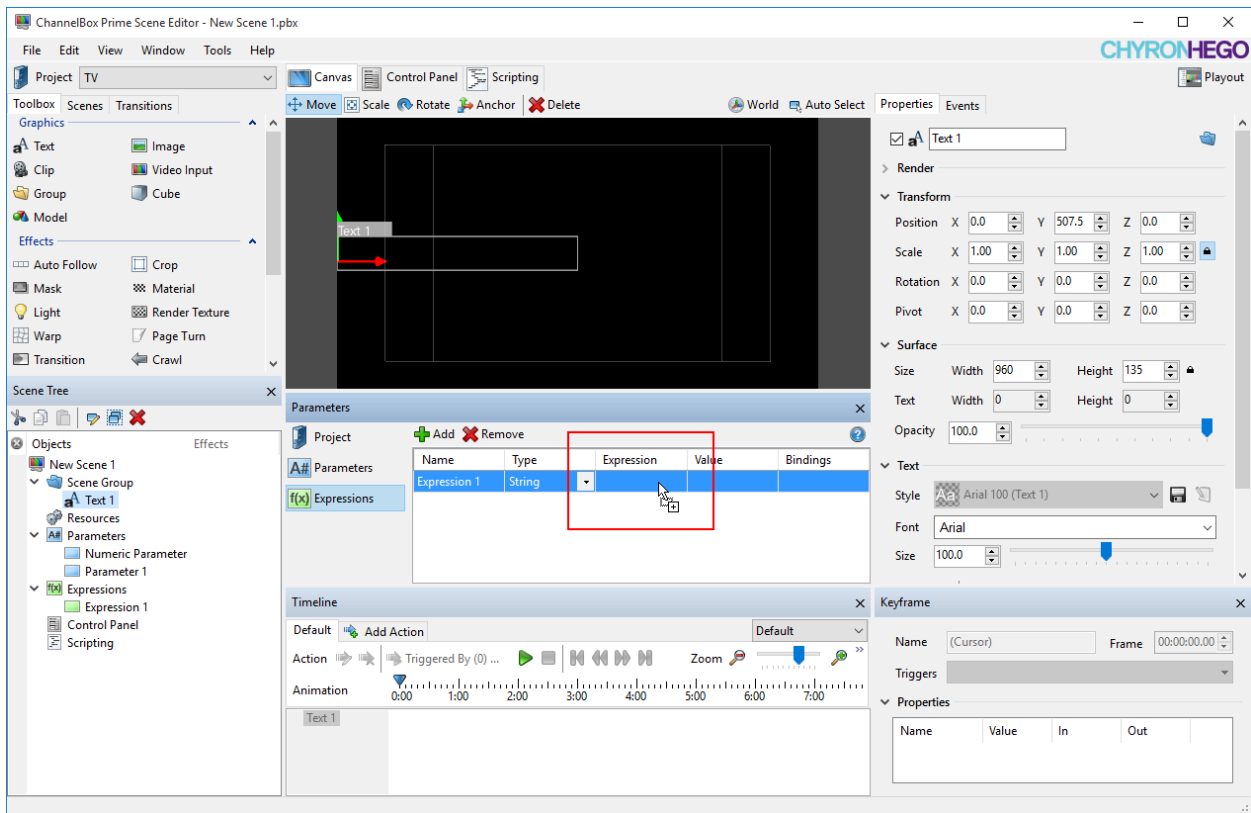 ChannelBox Prime Scene Editor - New Scene 1.pbx
File Edit View Window Tools Help
CHYRONHEGO
Project TV
Canvas Control Panel Scripting
Playout
Toolbox Scenes Transitions
Move Scale Rotate Anchor Delete World Auto Select
Properties Events
Graphics
Text Image
Clip Video Input
Group Cube
Model
Effects
Auto Follow Crop
Mask Material
Light Render Texture
Warp Page Turn
Transition Crawl
Text 1
Text 1
Render
Transform
Position X 0.0 Y 507.5 Z 0.0
Scale X 1.00 Y 1.00 Z 1.00
Rotation X 0.0 Y 0.0 Z 0.0
Pivot X 0.0 Y 0.0 Z 0.0
Surface
Size Width 960 Height 135
Text Width 0 Height 0
Opacity 100.0
Text
Style Aa Arial 100 (Text 1)
Font Arial
Size 100.0
Scene Tree
Objects Effects
New Scene 1
Scene Group
Text 1
Resources
A# Parameters
Numeric Parameter
Parameter 1
f(x) Expressions
Expression 1
Control Panel
Scripting
Parameters
Project
A# Parameters
f(x) Expressions
Add Remove
Name Type Expression Value Bindings
Expression 1 String
Timeline
Default Add Action Default
Action Triggered By (0) ... Zoom »
Animation 0:00 1:00 2:00 3:00 4:00 5:00 6:00 7:00
Text 1
Keyframe
Name (Cursor) Frame 00:00:00.00
Triggers
Properties
Name Value In Out